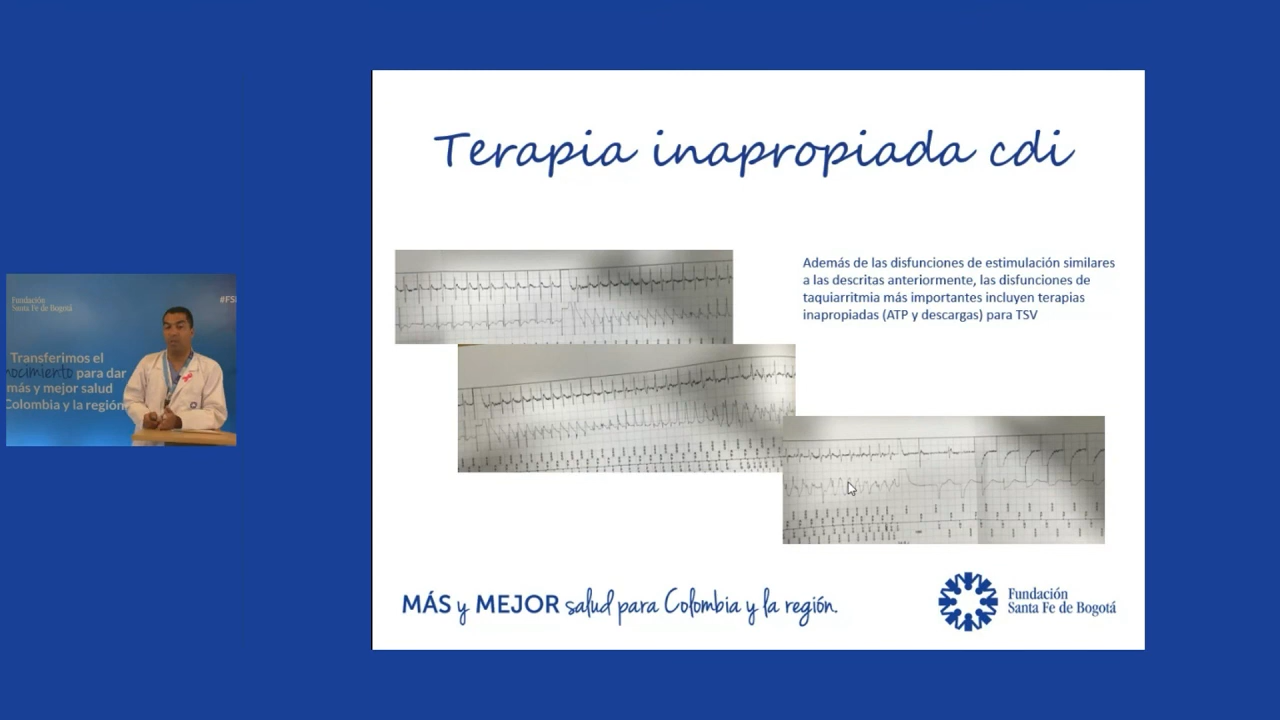 Terapia inapropiada cdi
Además de las disfunciones de estimulación similares
a las descritas anteriormente, las disfunciones de
taquiarritmia más importantes incluyen terapias
inapropiadas (ATP y descargas) para TSV
Fundación
Santa Fe de Bogotá
#FS
Transferimos el
nocimiento para dar
más y mejor salud
Colombia y la región
MÁS y MEJOR salud para Colombia y la región.
Fundación
Santa Fe de Bogotá